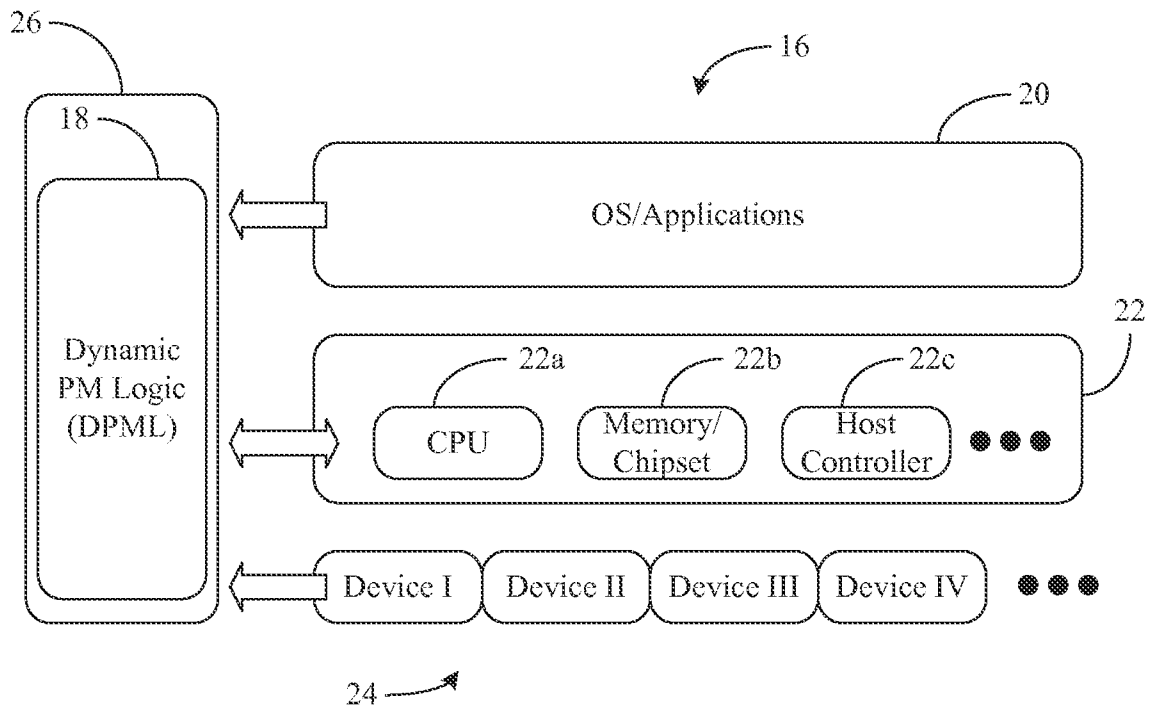 26
16
18
20
OS/Applications
Dynamic
PM Logic
(DPML)
22
22a
22b
22c
CPU
Memory/
Chipset
Host
Controller
Device I
Device II
Device III
Device IV
24